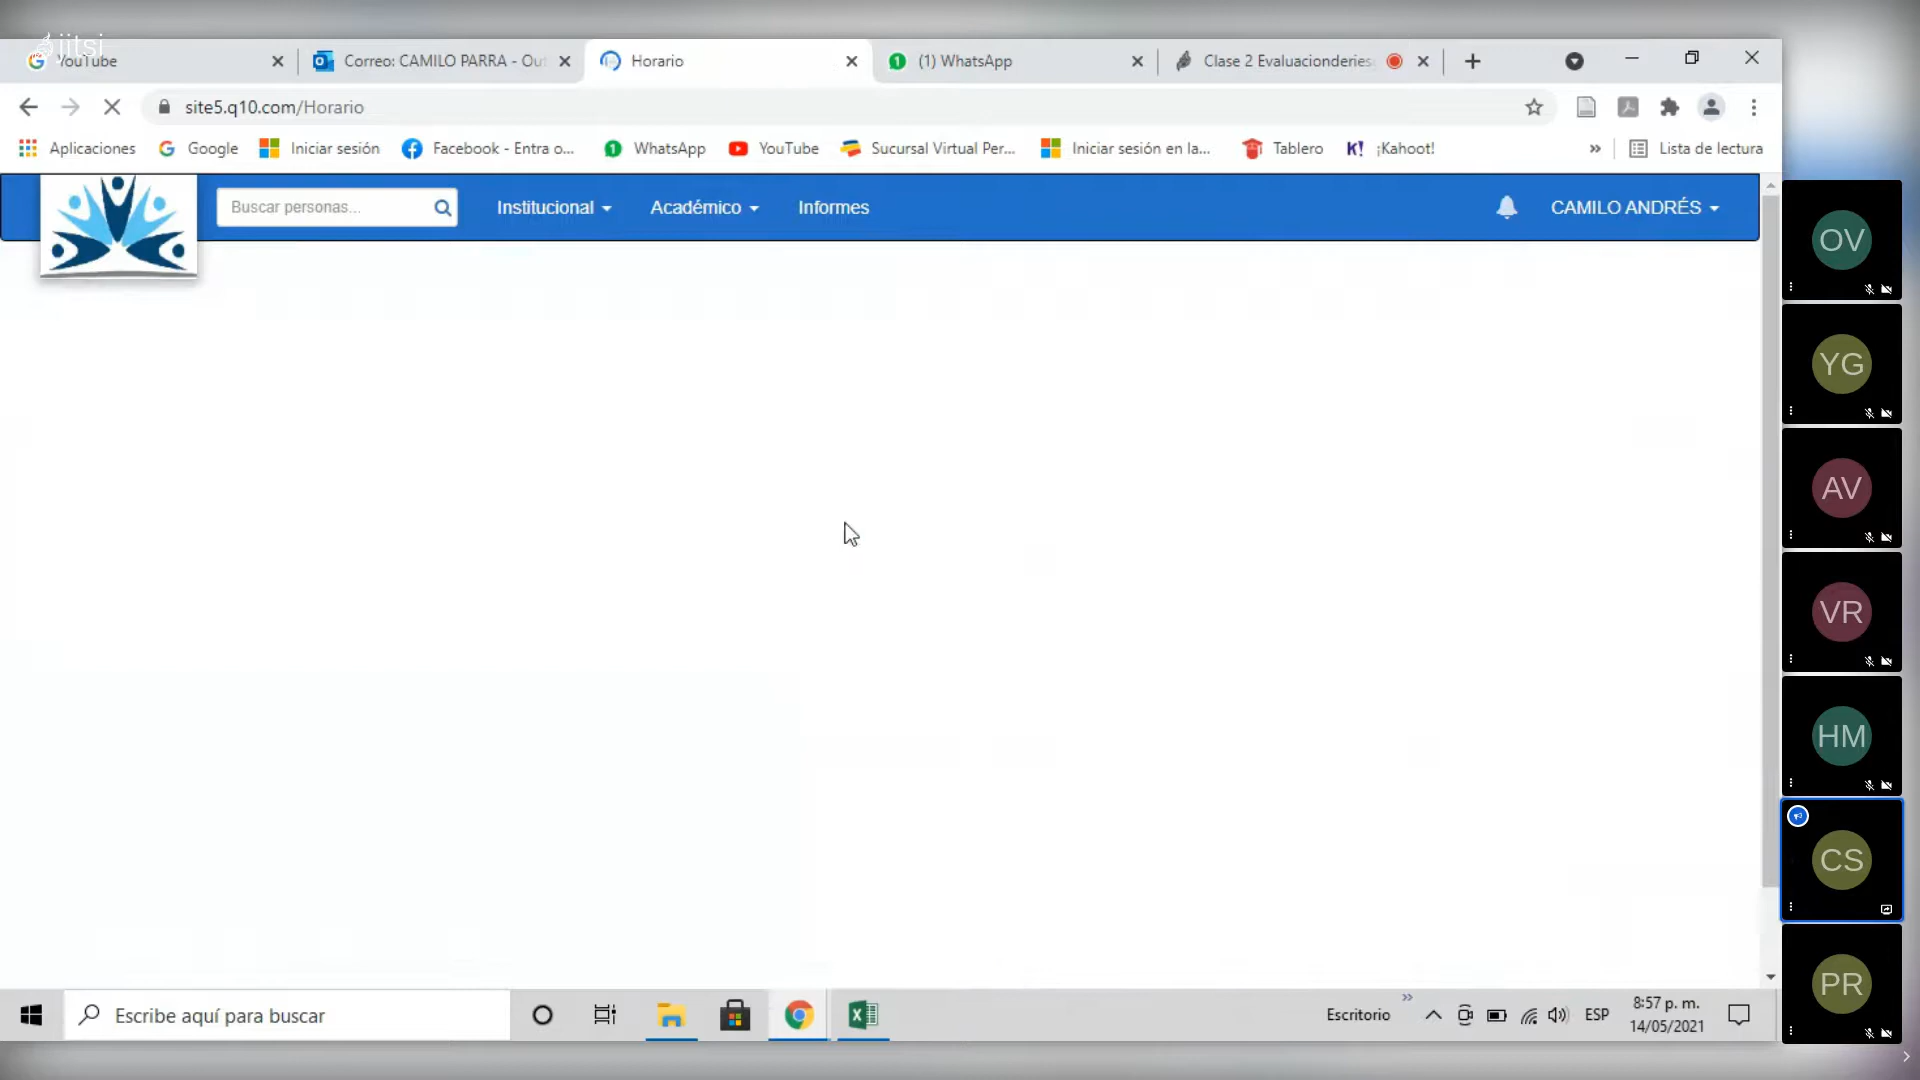 jitsi
YouTube
Correo: CAMILO PARRA - Ou
Horario
(1) WhatsApp
Clase 2 Evaluacionderies
site5.q10.com/Horario
Aplicaciones
Google
Iniciar sesión
Facebook - Entra o...
1
WhatsApp
YouTube
Sucursal Virtual Per...
Iniciar sesión en la...
Tablero
K!
¡Kahoot!
»
Lista de lectura
Buscar personas...
Institucional
Académico
Informes
CAMILO ANDRÉS
OV
YG
AV
VR
HM
CS
PR
Escribe aquí para buscar
Escritorio
»
ESP
8:57 p. m.
14/05/2021